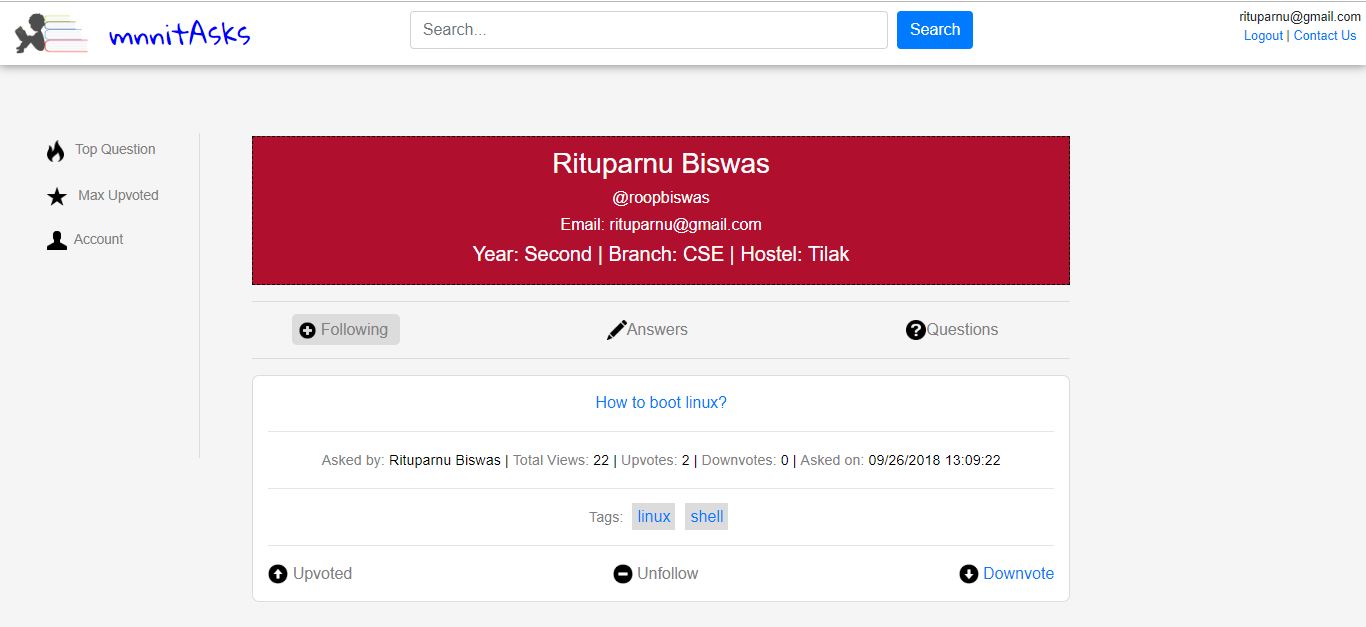 mnnitAsks
Search...
Search
rituparnu@gmail.com
Logout | Contact Us
Top Question
Max Upvoted
Account
Rituparnu Biswas
@roopbiswas
Email: rituparnu@gmail.com
Year: Second | Branch: CSE | Hostel: Tilak
Following
Answers
Questions
How to boot linux?
Asked by: Rituparnu Biswas | Total Views: 22 | Upvotes: 2 | Downvotes: 0 | Asked on: 09/26/2018 13:09:22
Tags: linux shell
Upvoted
Unfollow
Downvote